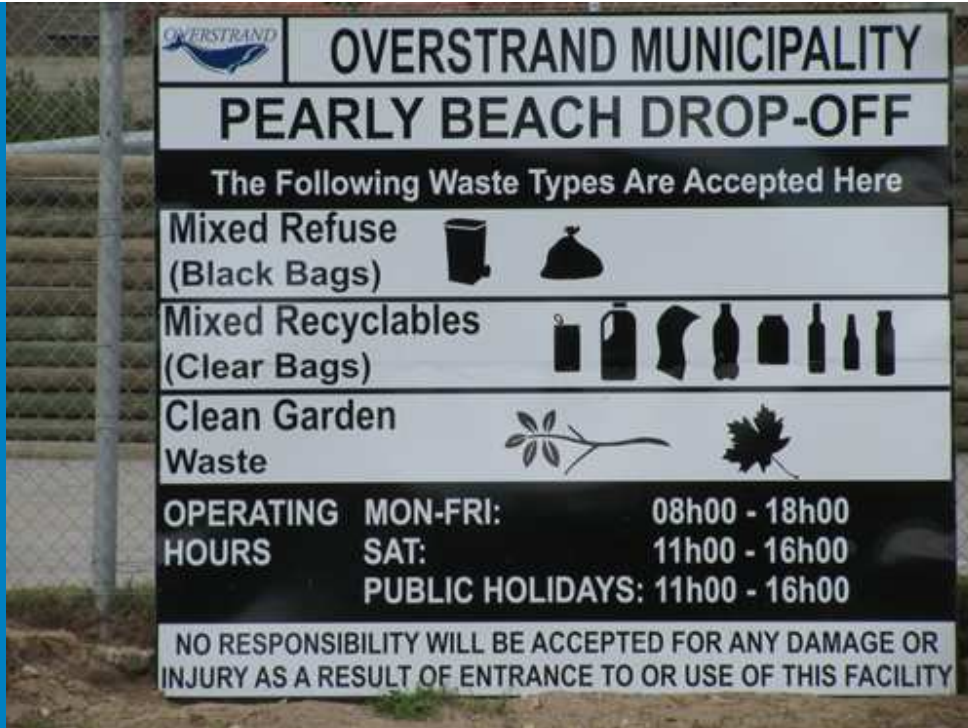 OVERSTRAND
OVERSTRAND MUNICIPALITY
PEARLY BEACH DROP-OFF
The Following Waste Types Are Accepted Here
Mixed Refuse
(Black Bags)
Mixed Recyclables
(Clear Bags)
Clean Garden
Waste
OPERATING HOURS
MON-FRI: 08h00 - 18h00
SAT: 11h00 - 16h00
PUBLIC HOLIDAYS: 11h00 - 16h00
NO RESPONSIBILITY WILL BE ACCEPTED FOR ANY DAMAGE OR
INJURY AS A RESULT OF ENTRANCE TO OR USE OF THIS FACILITY